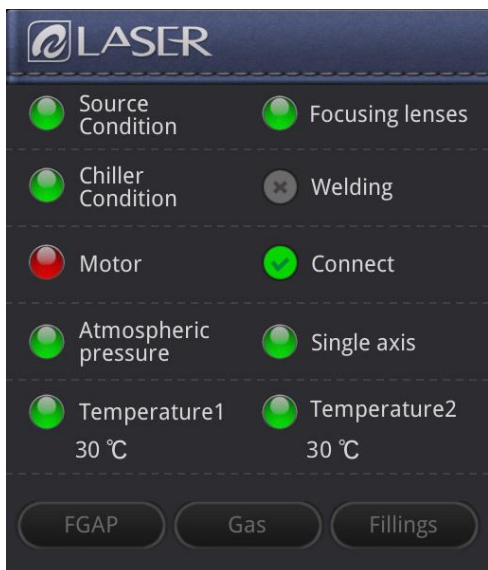 LASER
Source
Condition
Focusing lenses
Chiller
Condition
Welding
Motor
Connect
Atmospheric
pressure
Single axis
Temperature1
30 ℃
Temperature2
30 ℃
FGAP
Gas
Fillings